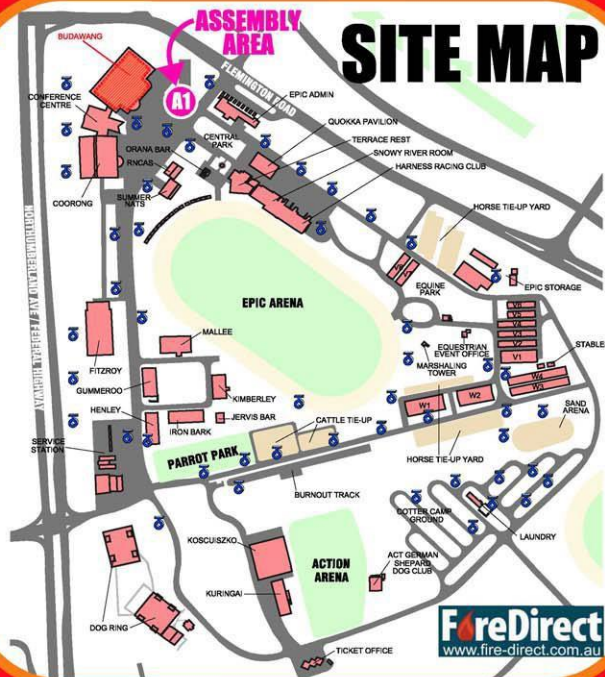 ASSEMBLY
AREA
SITE MAP
BUDAWANG
A1
FLEMINGTON ROAD
CONFERENCE
CENTRE
EPIC ADMIN
QUOKKA PAVILION
CENTRAL
PARK
TERRACE REST
ORANA BAR
SNOWY RIVER ROOM
RNCAS
HARNESS RACING CLUB
COORONG
SUMMER
NATS
HORSE TIE-UP YARD
NORTHUMBERLAND AVE / FEDERAL HIGHWAY
EPIC ARENA
EQUINE
PARK
EPIC STORAGE
MALLEE
FITZROY
EQUESTRIAN
EVENT OFFICE
MARSHALING
TOWER
V2
V1
STABLE
W4
W3
GUMMEROO
KIMBERLEY
W1
W2
SAND
ARENA
HENLEY
JERVIS BAR
IRON BARK
CATTLE TIE-UP
SERVICE
STATION
PARROT PARK
HORSE TIE-UP YARD
BURNOUT TRACK
COTTER CAMP
GROUND
LAUNDRY
KOSCUISZKO
ACTION
ARENA
ACT GERMAN
SHEPARD
DOG CLUB
KURINGAI
DOG RING
TICKET OFFICE
FireDirect
www.fire-direct.com.au